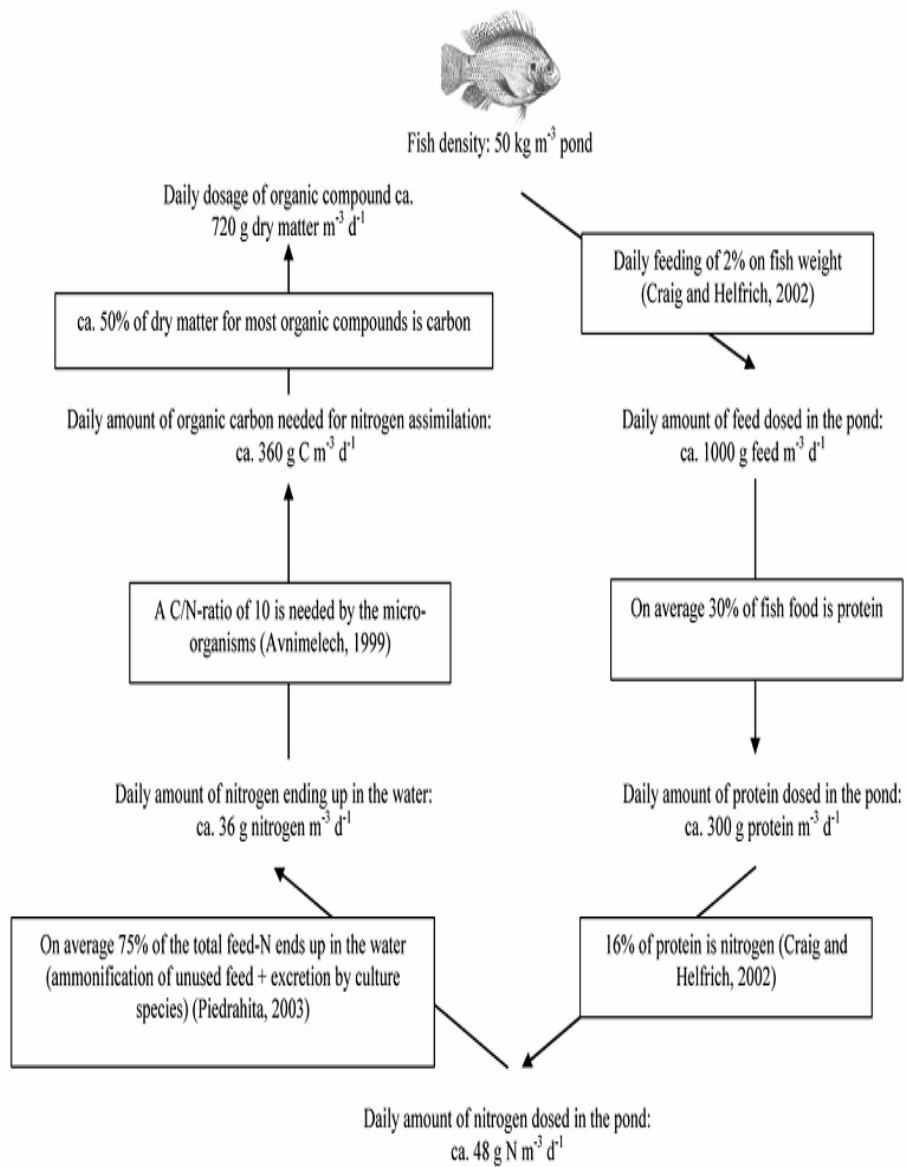 Fish density: 50 kg m⁻³ pond
Daily feeding of 2% on fish weight
(Craig and Helfrich, 2002)
Daily amount of feed dosed in the pond:
ca. 1000 g feed m⁻³ d⁻¹
On average 30% of fish food is protein
Daily amount of protein dosed in the pond:
ca. 300 g protein m⁻³ d⁻¹
16% of protein is nitrogen (Craig and
Helfrich, 2002)
Daily amount of nitrogen dosed in the pond:
ca. 48 g N m⁻³ d⁻¹
On average 75% of the total feed-N ends up in the water
(ammonification of unused feed + excretion by culture
species) (Piedrahita, 2003)
Daily amount of nitrogen ending up in the water:
ca. 36 g nitrogen m⁻³ d⁻¹
A C/N-ratio of 10 is needed by the micro-
organisms (Avnimelech, 1999)
Daily amount of organic carbon needed for nitrogen assimilation:
ca. 360 g C m⁻³ d⁻¹
ca. 50% of dry matter for most organic compounds is carbon
Daily dosage of organic compound ca.
720 g dry matter m⁻³ d⁻¹